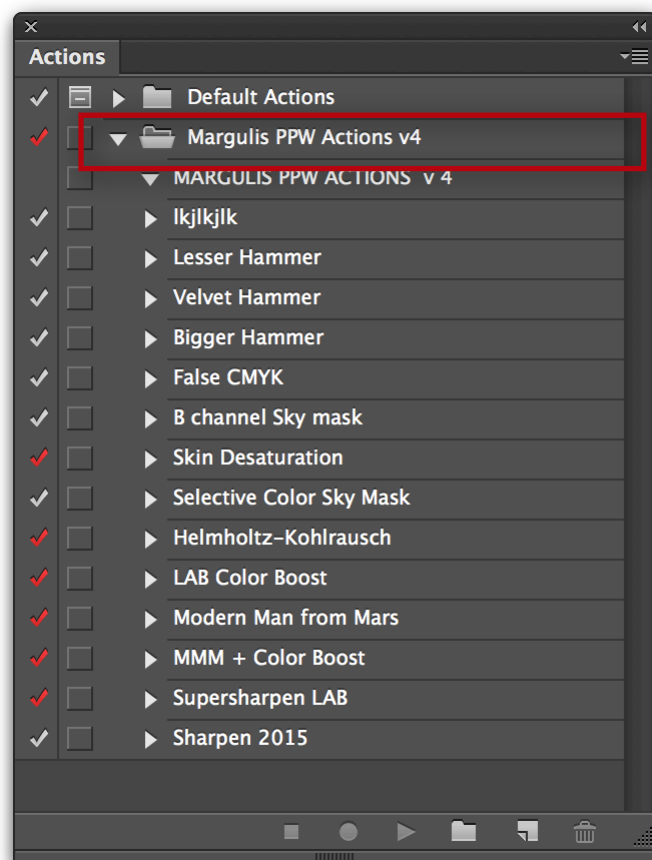 Actions
Default Actions
Margulis PPW Actions v4
MARGULIS PPW ACTIONS v 4
lkjlkjlk
Lesser Hammer
Velvet Hammer
Bigger Hammer
False CMYK
B channel Sky mask
Skin Desaturation
Selective Color Sky Mask
Helmholtz-Kohlrausch
LAB Color Boost
Modern Man from Mars
MMM + Color Boost
Supersharpen LAB
Sharpen 2015